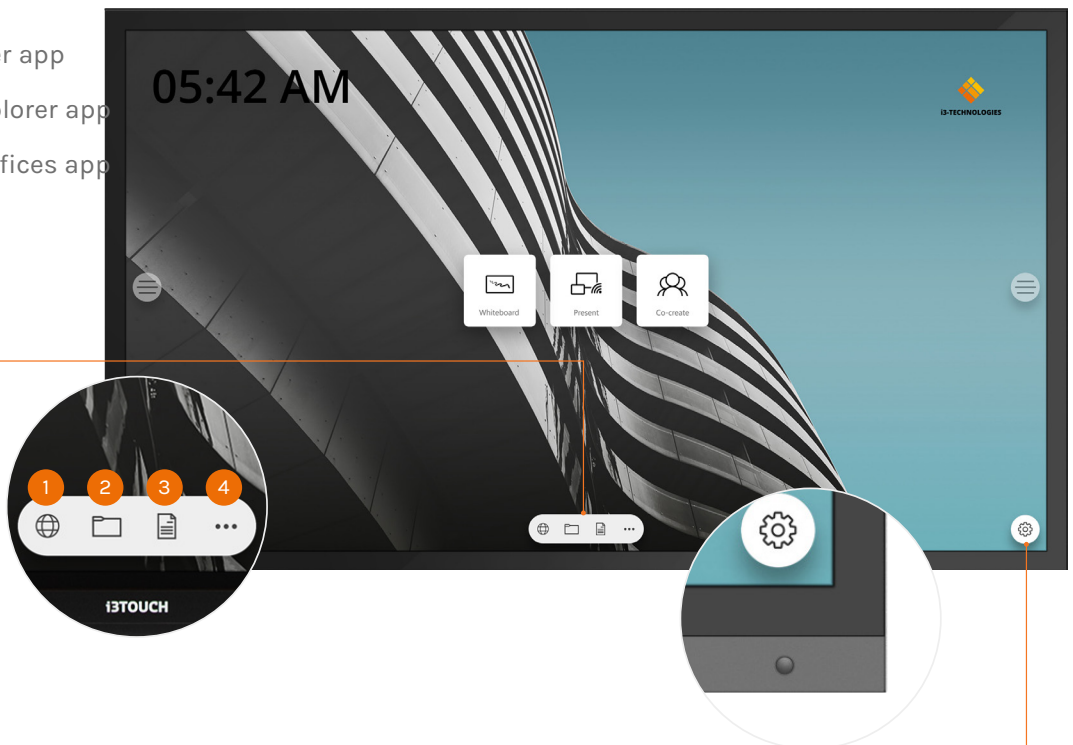 er app
plorer app
fices app
05:42 AM
i3-TECHNOLOGIES
Whiteboard
Present
Co-create
1
2
3
4
i3TOUCH